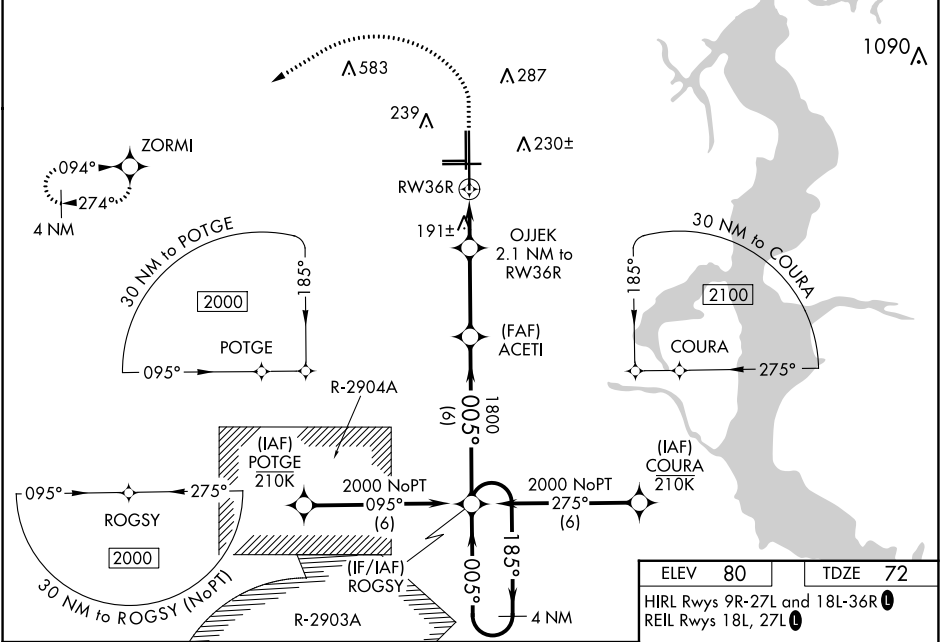 1090
583
287
239
230±
ZORMI
094°
274°
4 NM
RW36R
191±
OJJEK
2.1 NM to
RW36R
30 NM to POTGE
185°
2000
POTGE
095°
(FAF)
ACETI
30 NM to COURA
185°
2100
COURA
275°
R-2904A
1800
005°
(6)
(IAF)
POTGE
210K
2000 NoPT
095°
(6)
(IAF)
COURA
210K
2000 NoPT
275°
(6)
095°
275°
ROGSY
2000
30 NM to ROGSY (NoPT)
(IF/IAF)
ROGSY
005°
185°
4 NM
R-2903A
ELEV 80
TDZE 72
HIRL Rwys 9R-27L and 18L-36R L
REIL Rwys 18L, 27L L